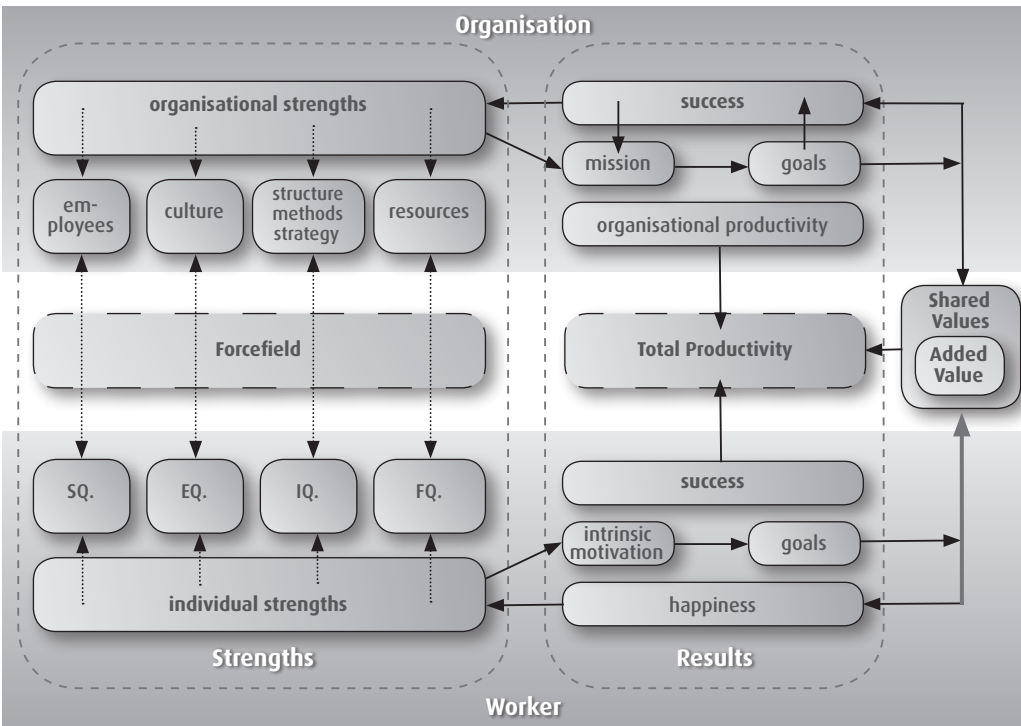 Organisation
organisational strengths
success
mission
goals
em-
ployees
culture
structure
methods
strategy
resources
organisational productivity
Shared
Values
Added
Value
Forcefield
Total Productivity
SQ.
EQ.
IQ.
FQ.
success
intrinsic
motivation
goals
individual strengths
happiness
Strengths
Results
Worker